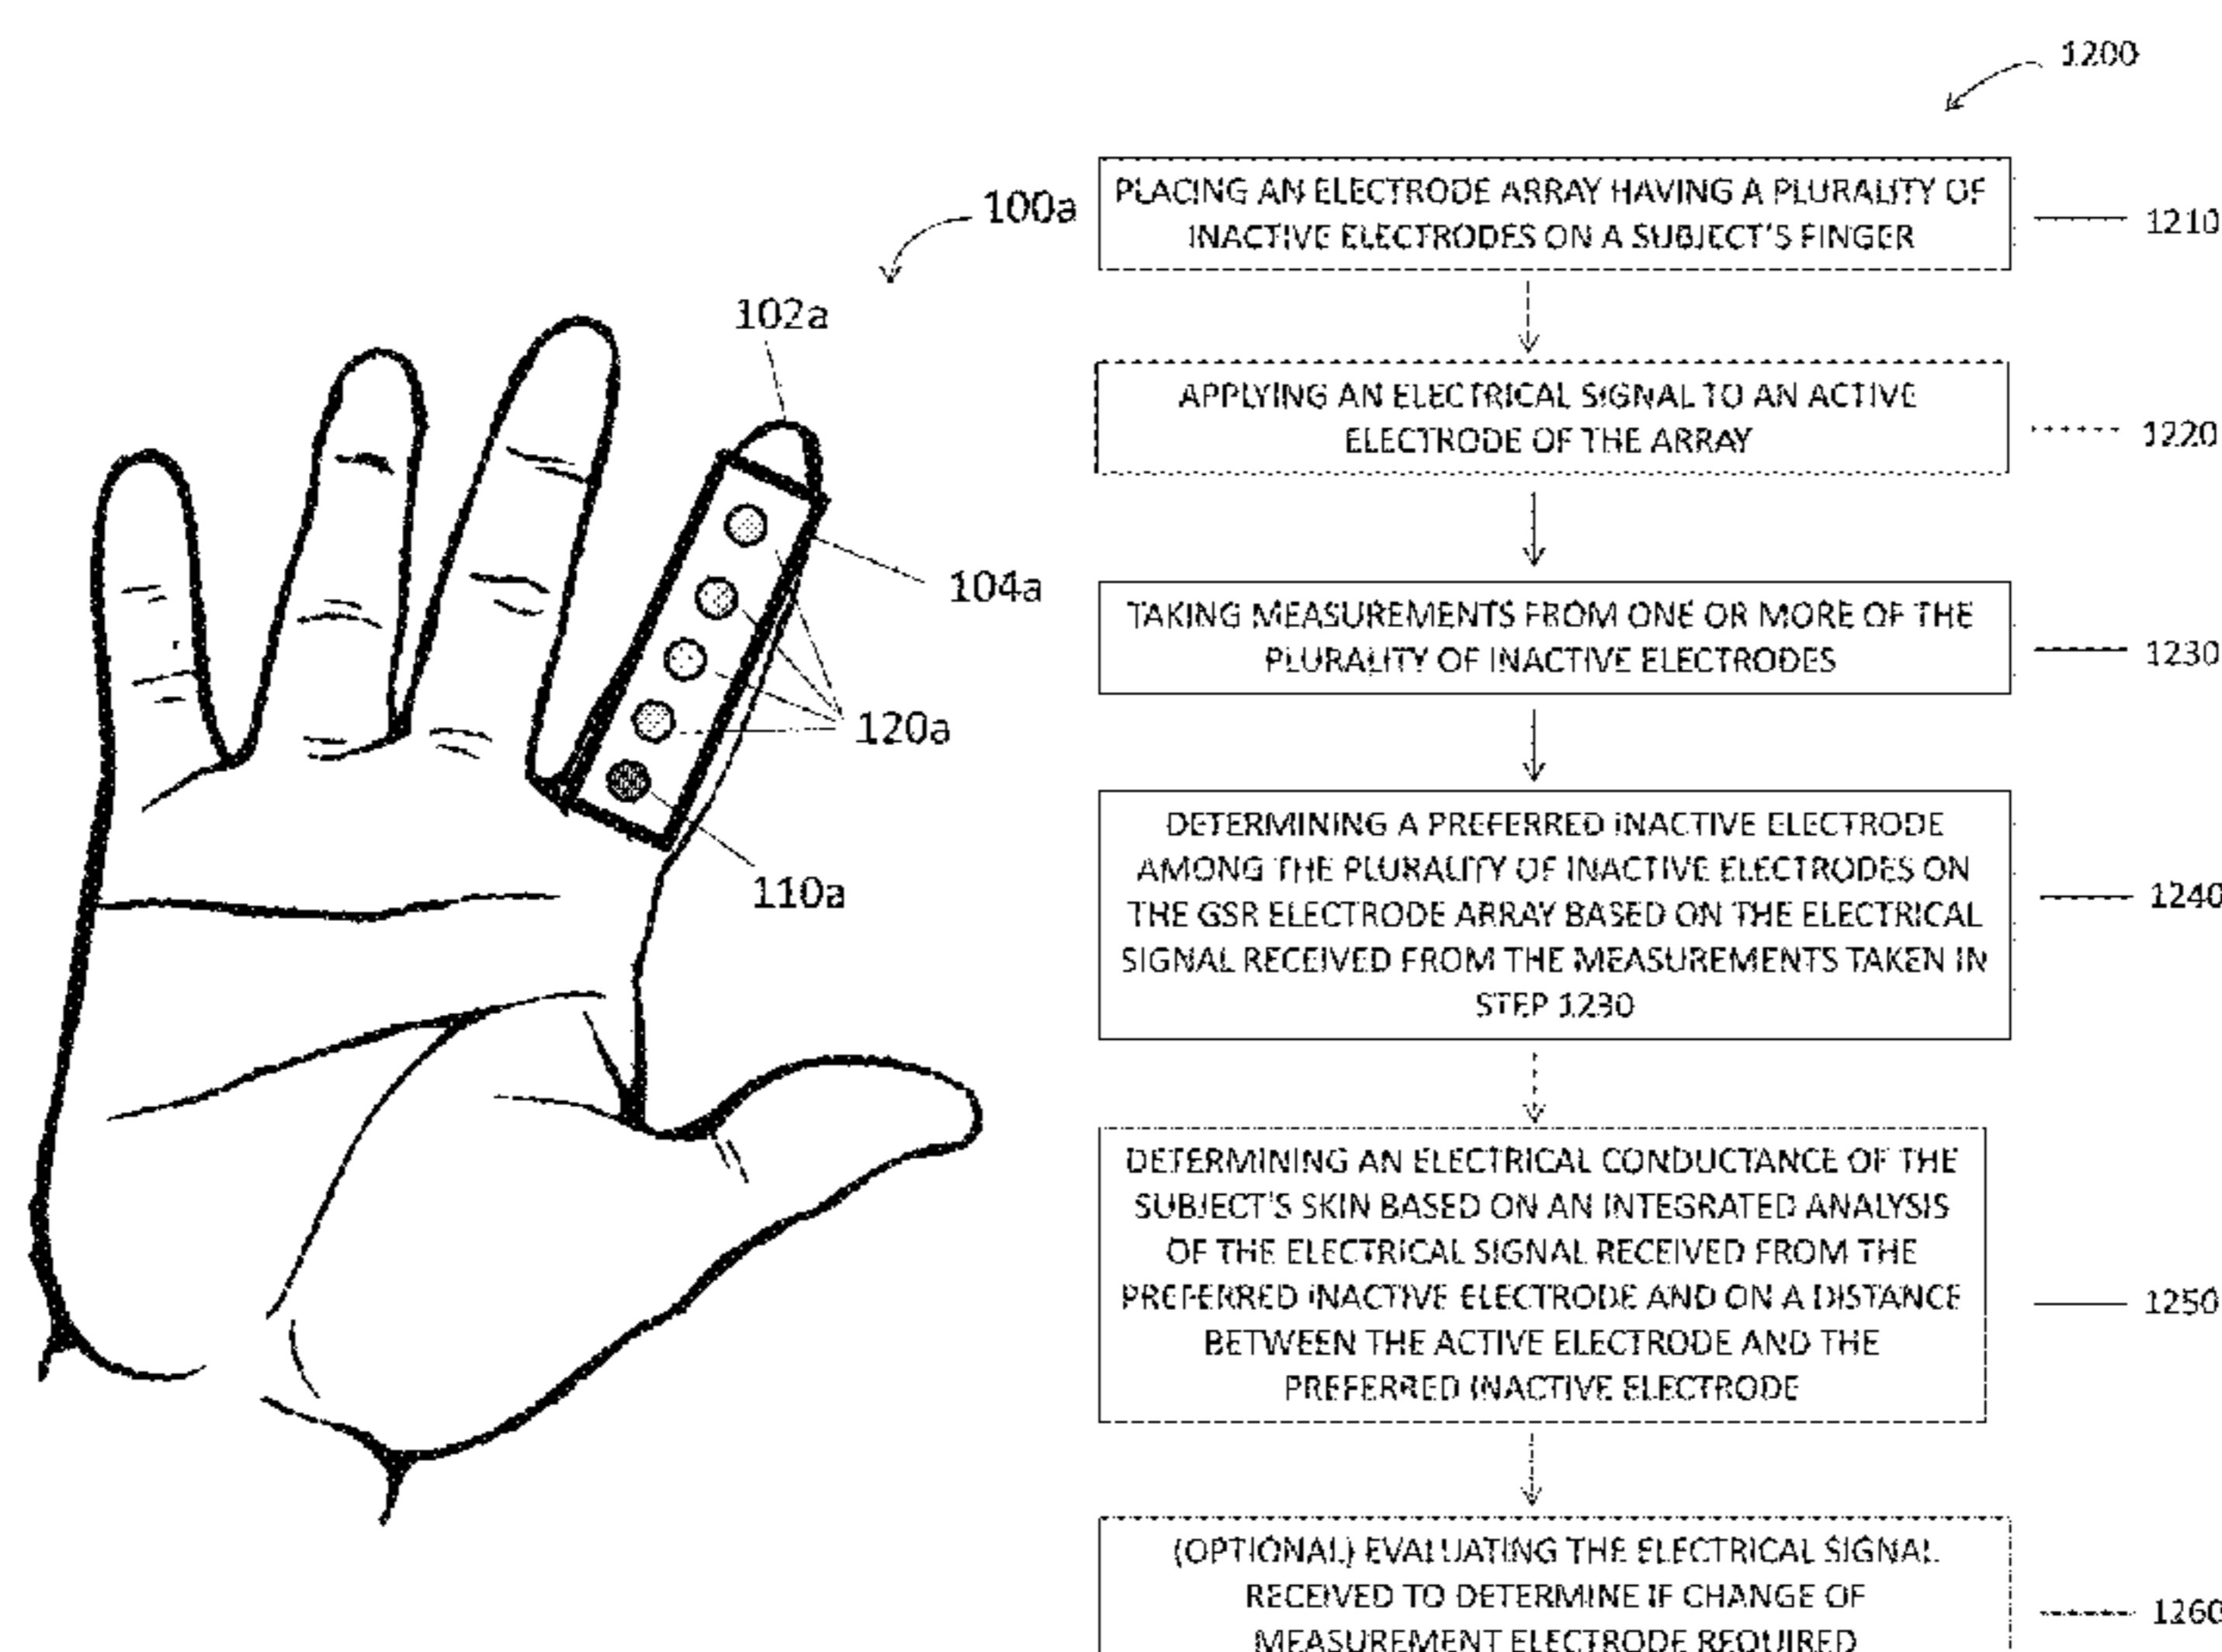 1200
100a
102a
104a
120a
110a
PLACING AN ELECTRODE ARRAY HAVING A PLURALITY OF
INACTIVE ELECTRODES ON A SUBJECT'S FINGER
1210
APPLYING AN ELECTRICAL SIGNAL TO AN ACTIVE
ELECTRODE OF THE ARRAY
1220
TAKING MEASUREMENTS FROM ONE OR MORE OF THE
PLURALITY OF INACTIVE ELECTRODES
1230
DETERMINING A PREFERRED INACTIVE ELECTRODE
AMONG THE PLURALITY OF INACTIVE ELECTRODES ON
THE GSR ELECTRODE ARRAY BASED ON THE ELECTRICAL
SIGNAL RECEIVED FROM THE MEASUREMENTS TAKEN IN
STEP 1230
1240
DETERMINING AN ELECTRICAL CONDUCTANCE OF THE
SUBJECT'S SKIN BASED ON AN INTEGRATED ANALYSIS
OF THE ELECTRICAL SIGNAL RECEIVED FROM THE
PREFERRED INACTIVE ELECTRODE AND ON A DISTANCE
BETWEEN THE ACTIVE ELECTRODE AND THE
PREFERRED INACTIVE ELECTRODE
1250
(OPTIONAL) EVALUATING THE ELECTRICAL SIGNAL
RECEIVED TO DETERMINE IF CHANGE OF
MEASUREMENT ELECTRODE REQUIRED
1260